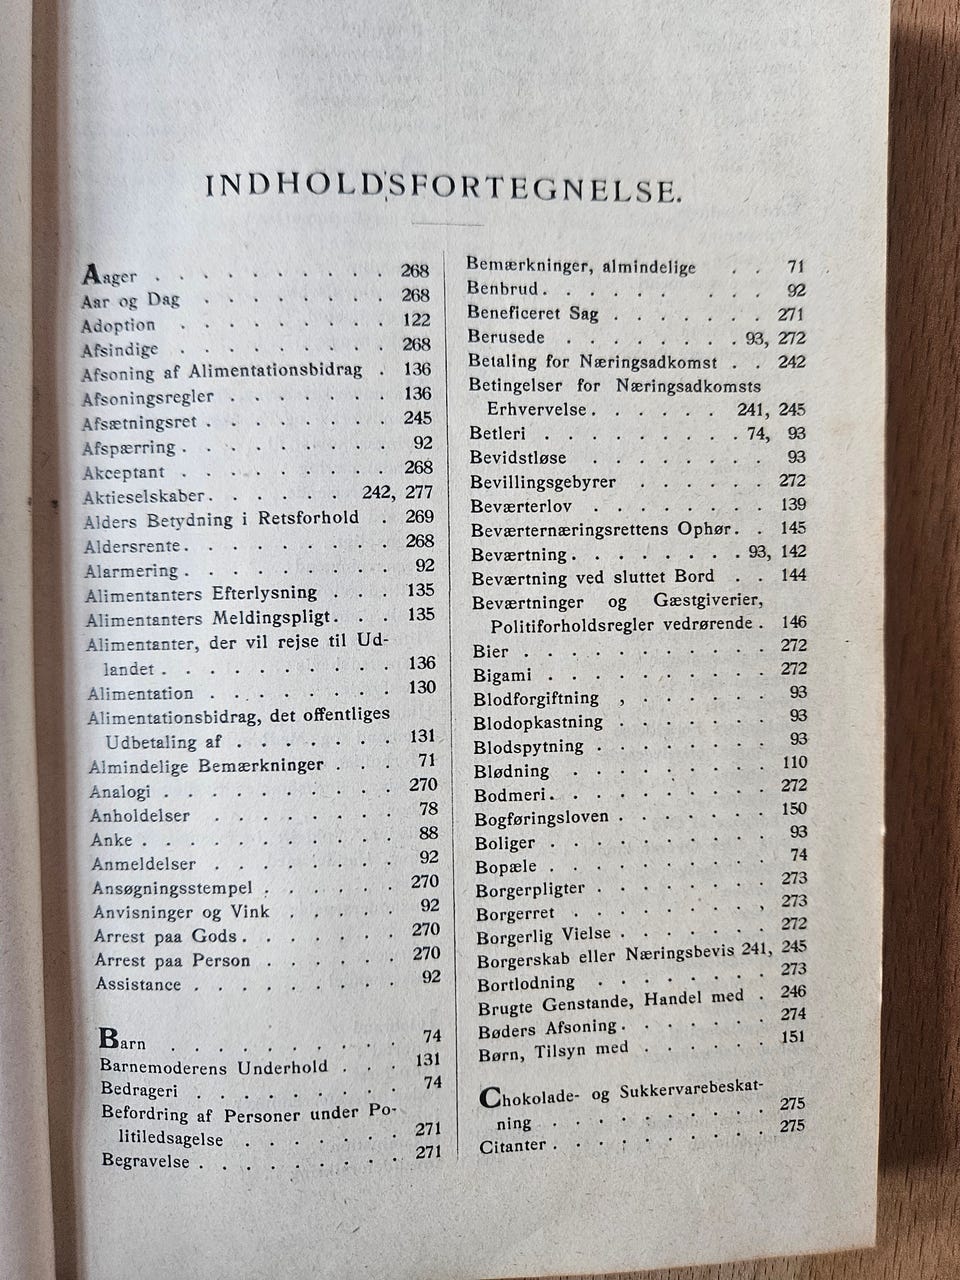 INDHOLDSFORTEGNELSE.
Aager . . . . . . . . . . 268
Aar og Dag . . . . . . . . 268
Adoption . . . . . . . . . 122
Afsindige . . . . . . . . . 268
Afsoning af Alimentationsbidrag . 136
Afsoningsregler . . . . . . . 136
Afsætningsret . . . . . . . . 245
Afspærring . . . . . . . . . 92
Akceptant . . . . . . . . . 268
Aktieselskaber . . . . . . 242, 277
Alders Betydning i Retsforhold . 269
Aldersrente . . . . . . . . . 268
Alarmering . . . . . . . . . 92
Alimentanters Efterlysning . . . 135
Alimentanters Meldingspligt . . . 135
Alimentanter, der vil rejse til Ud-
landet . . . . . . . . . . 136
Alimentation . . . . . . . . 130
Alimentationsbidrag, det offentliges
Udbetaling af . . . . . . . 131
Almindelige Bemærkninger . . . 71
Analogi . . . . . . . . . . 270
Anholdelser . . . . . . . . 78
Anke . . . . . . . . . . . 88
Anmeldelser . . . . . . . . 92
Ansøgningsstempel . . . . . . 270
Anvisninger og Vink . . . . . 92
Arrest paa Gods . . . . . . . 270
Arrest paa Person . . . . . . 270
Assistance . . . . . . . . . 92
Barn . . . . . . . . . . 74
Barnemoderens Underhold . . . 131
Bedrageri . . . . . . . . . 74
Befordring af Personer under Po-
litiledsagelse . . . . . . . 271
Begravelse . . . . . . . . . 271
Bemærkninger, almindelige . . 71
Benbrud . . . . . . . . . 92
Beneficeret Sag . . . . . . . 271
Berusede . . . . . . . . 93, 272
Betaling for Næringsadkomst . . 242
Betingelser for Næringsadkomsts
Erhvervelse . . . . . . 241, 245
Betleri . . . . . . . . . 74, 93
Bevidstløse . . . . . . . . 93
Bevillingsgebyrer . . . . . . 272
Beværterlov . . . . . . . . 139
Beværternæringsrettens Ophør . . 145
Beværtning . . . . . . . . 93, 142
Beværtning ved sluttet Bord . . 144
Beværtninger og Gæstgiverier,
Politiforholdsregler vedrørende . 146
Bier . . . . . . . . . . . 272
Bigami . . . . . . . . . . 272
Blodforgiftning , . . . . . . 93
Blodopkastning . . . . . . . 93
Blodspytning . . . . . . . . 93
Blødning . . . . . . . . . 110
Bodmeri . . . . . . . . . . 272
Bogføringsloven . . . . . . . 150
Boliger . . . . . . . . . . 93
Bopæle . . . . . . . . . . 74
Borgerpligter . . . . . . . . 273
Borgerret . . . . . . . . , 273
Borgerlig Vielse . . . . . . . 272
Borgerskab eller Næringsbevis 241, 245
Bortlodning . . . . . . . . 273
Brugte Genstande, Handel med . 246
Bøders Afsoning . . . . . . . 274
Børn, Tilsyn med . . . . . . 151
Chokolade- og Sukkervarebeskat-
ning . . . . . . . . . . 275
Citanter . . . . . . . . . . 275